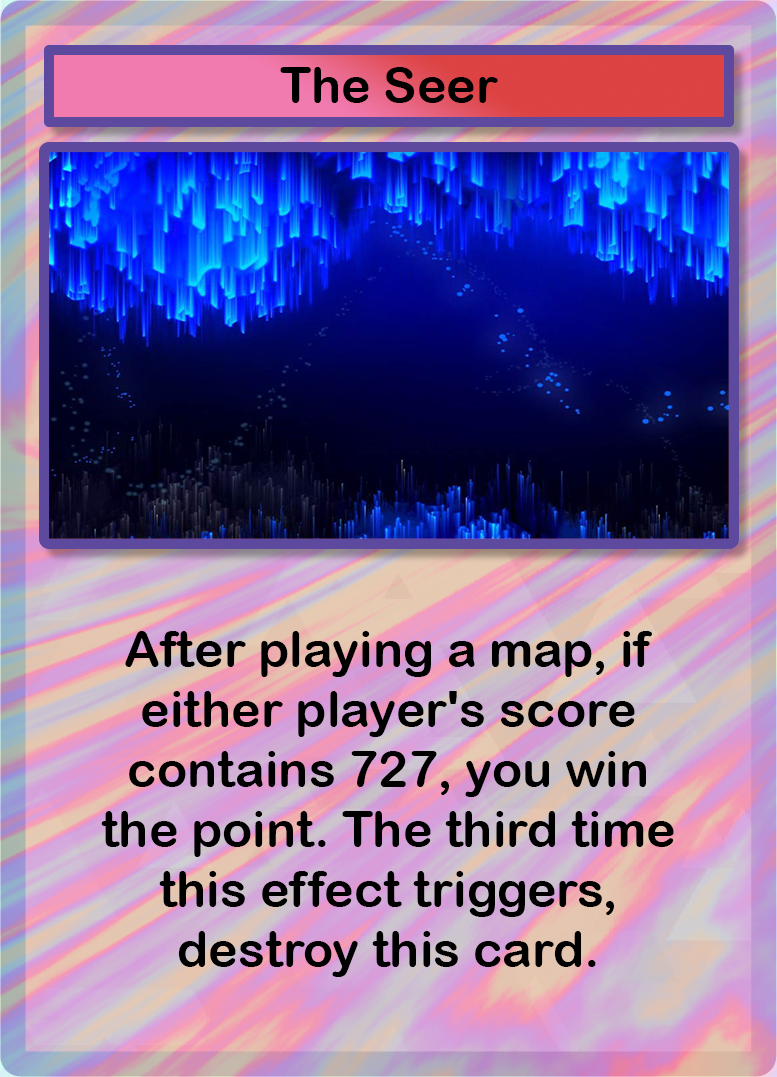 The Seer
After playing a map, if
either player's score
contains 727, you win
the point. The third time
this effect triggers,
destroy this card.